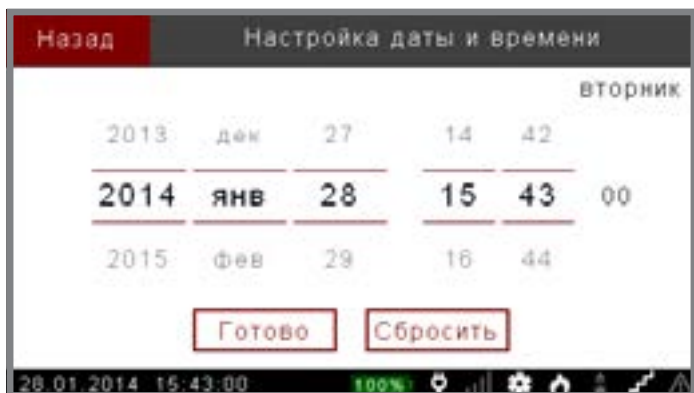 Назад Настройка даты и времени
вторник
2013 дек 27 14 42
2014 янв 28 15 43 00
2015 фев 29 16 44
Готово Сбросить
28.01.2014 15:43:00 100%